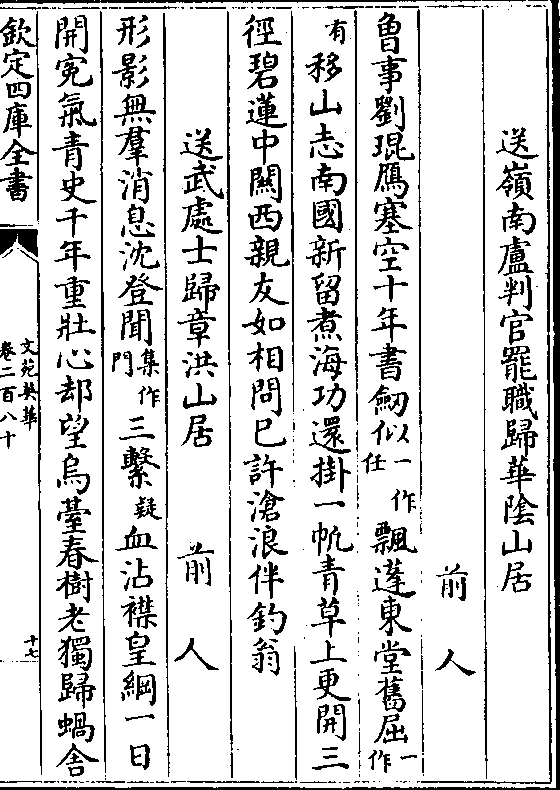 送嶺南盧判官罷職歸華陰山居
前人
曾事劉琨鴈塞空十年書劒似以一作任飄蓬東堂舊屈一作
有移山志南國新留煮海功還掛一帆青草上更開三
徑碧蓮中關西親友如相問已許滄浪伴釣翁
送武處士歸章洪山居 前人
形影無羣消息沈登聞集作門三繫疑血沾襟皇綱一日
開寃氣青史千年重壯心却望烏臺春樹老獨歸蝸舍
欽定四庫全書
文苑英華
卷二百八十
十七